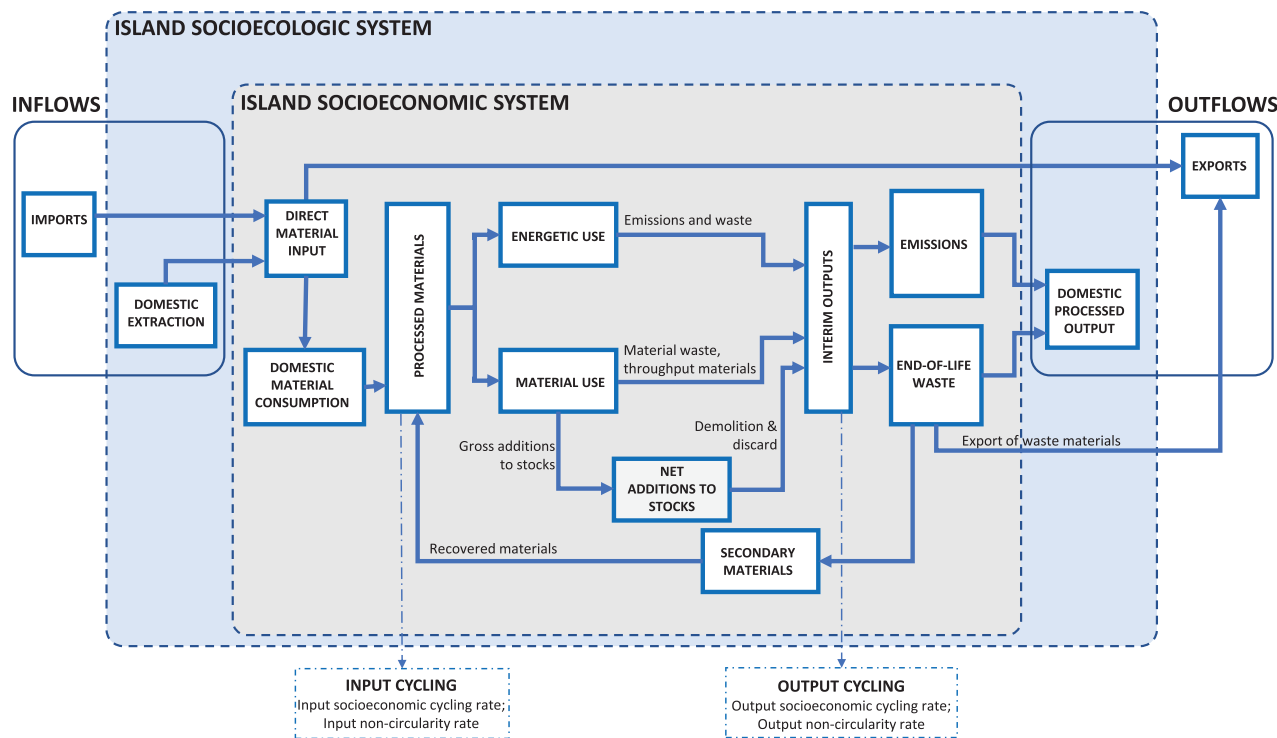 ISLAND SOCIOECOLOGIC SYSTEM
INFLOWS
ISLAND SOCIOECONOMIC SYSTEM
OUTFLOWS
IMPORTS
DOMESTIC
EXTRACTION
DIRECT
MATERIAL
INPUT
DOMESTIC
MATERIAL
CONSUMPTION
PROCESSED MATERIALS
ENERGETIC USE
Emissions and waste
MATERIAL USE
Material waste,
throughput materials
Gross additions
to stocks
NET
ADDITIONS TO
STOCKS
Demolition &
discard
INTERIM OUTPUTS
EMISSIONS
END-OF-LIFE
WASTE
DOMESTIC
PROCESSED
OUTPUT
EXPORTS
Export of waste materials
Recovered materials
SECONDARY
MATERIALS
INPUT CYCLING
Input socioeconomic cycling rate;
Input non-circularity rate
OUTPUT CYCLING
Output socioeconomic cycling rate;
Output non-circularity rate